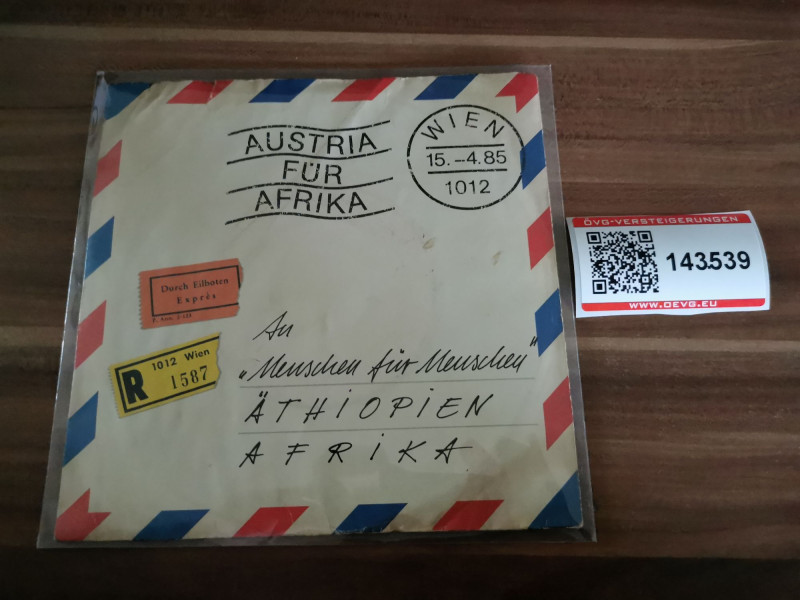 AUSTRIA
FÜR
AFRIKA
WIEN
15.-4.85
1012
Durch Eilboten
Exprès
1012 Wien
R 1587
An
„Menschen für Menschen"
ÄTHIOPIEN
AFRIKA
ÖVG-VERSTEIGERUNGEN
143539
WWW.OEVG.EU